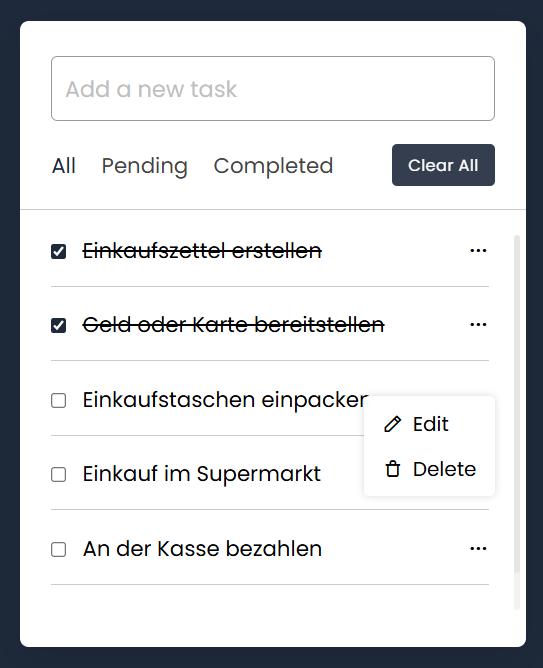 Add a new task
All Pending Completed Clear All
Einkaufszettel erstellen
Geld oder Karte bereitstellen
Einkaufstaschen einpacken
Edit
Einkauf im Supermarkt
Delete
An der Kasse bezahlen